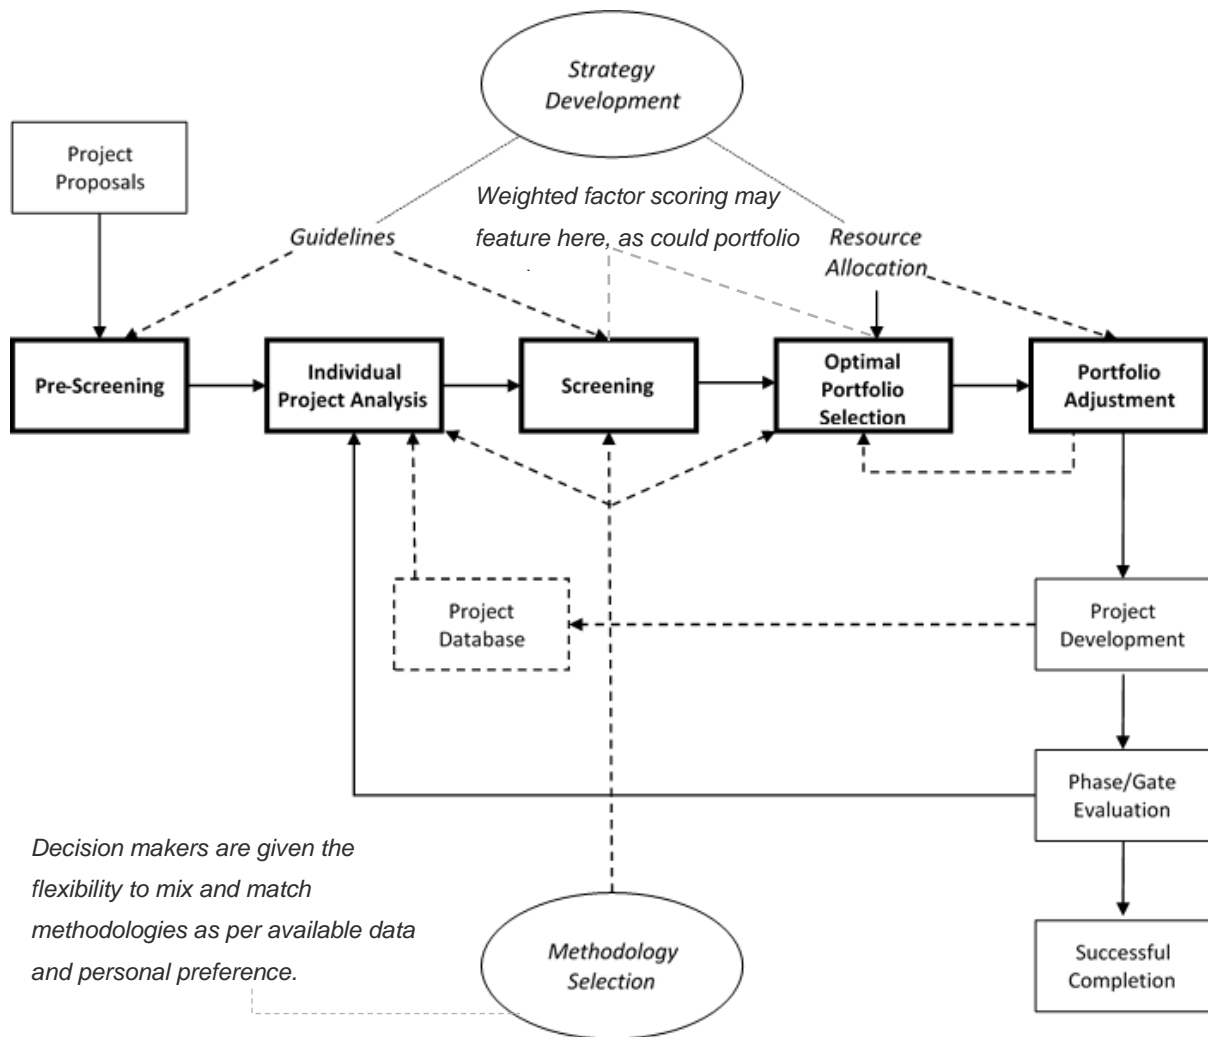 Strategy
Development
Project
Proposals
Weighted factor scoring may
feature here, as could portfolio
Guidelines
Resource
Allocation
Pre-Screening
Individual
Project Analysis
Screening
Optimal
Portfolio
Selection
Portfolio
Adjustment
Project
Database
Project
Development
Phase/Gate
Evaluation
Decision makers are given the
flexibility to mix and match
methodologies as per available data
and personal preference.
Methodology
Selection
Successful
Completion